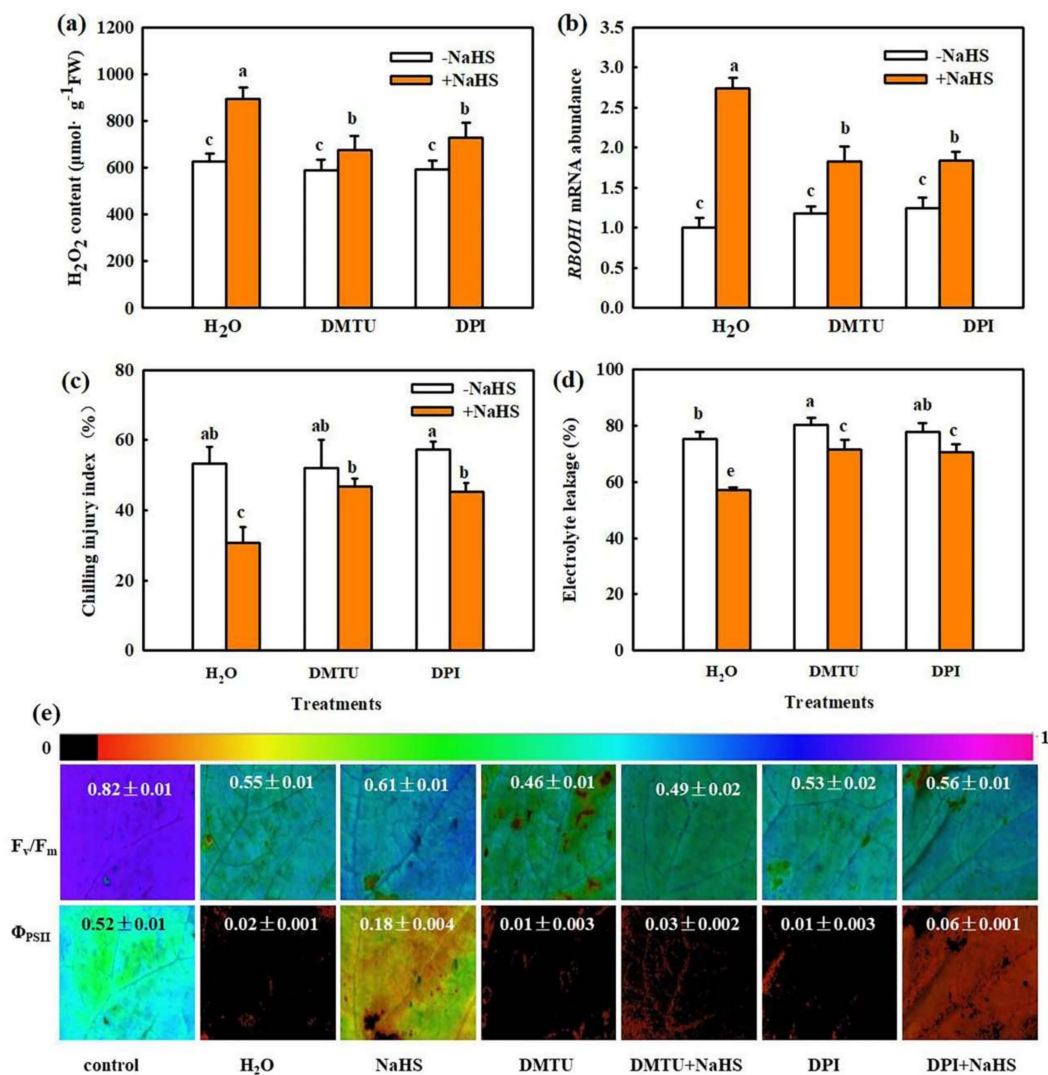 (a)
1200
1000
800
600
400
200
0
H₂O₂ content (μmol· g⁻¹FW)
-NaHS
+NaHS
c
a
c
b
c
b
H₂O
DMTU
DPI
(b)
3.5
3.0
2.5
2.0
1.5
1.0
0.5
0.0
RBOH1 mRNA abundance
-NaHS
+NaHS
c
a
c
b
c
b
H₂O
DMTU
DPI
(c)
80
60
40
20
0
Chilling injury index (%)
-NaHS
+NaHS
ab
c
ab
b
a
b
H₂O
DMTU
DPI
Treatments
(d)
100
80
60
40
20
0
Electrolyte leakage (%)
b
e
a
c
ab
c
H₂O
DMTU
DPI
Treatments
(e)
0
1
Fᵥ/Fₘ
0.82±0.01
0.55±0.01
0.61±0.01
0.46±0.01
0.49±0.02
0.53±0.02
0.56±0.01
ΦPSII
0.52±0.01
0.02±0.001
0.18±0.004
0.01±0.003
0.03±0.002
0.01±0.003
0.06±0.001
control
H₂O
NaHS
DMTU
DMTU+NaHS
DPI
DPI+NaHS